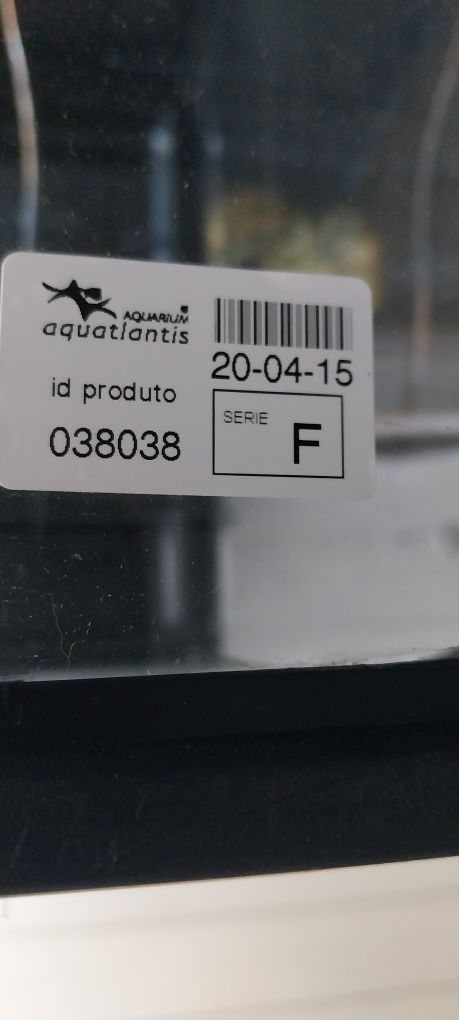 AQUARIUM
aquatlantis
20-04-15
id produto
038038
SERIE
F